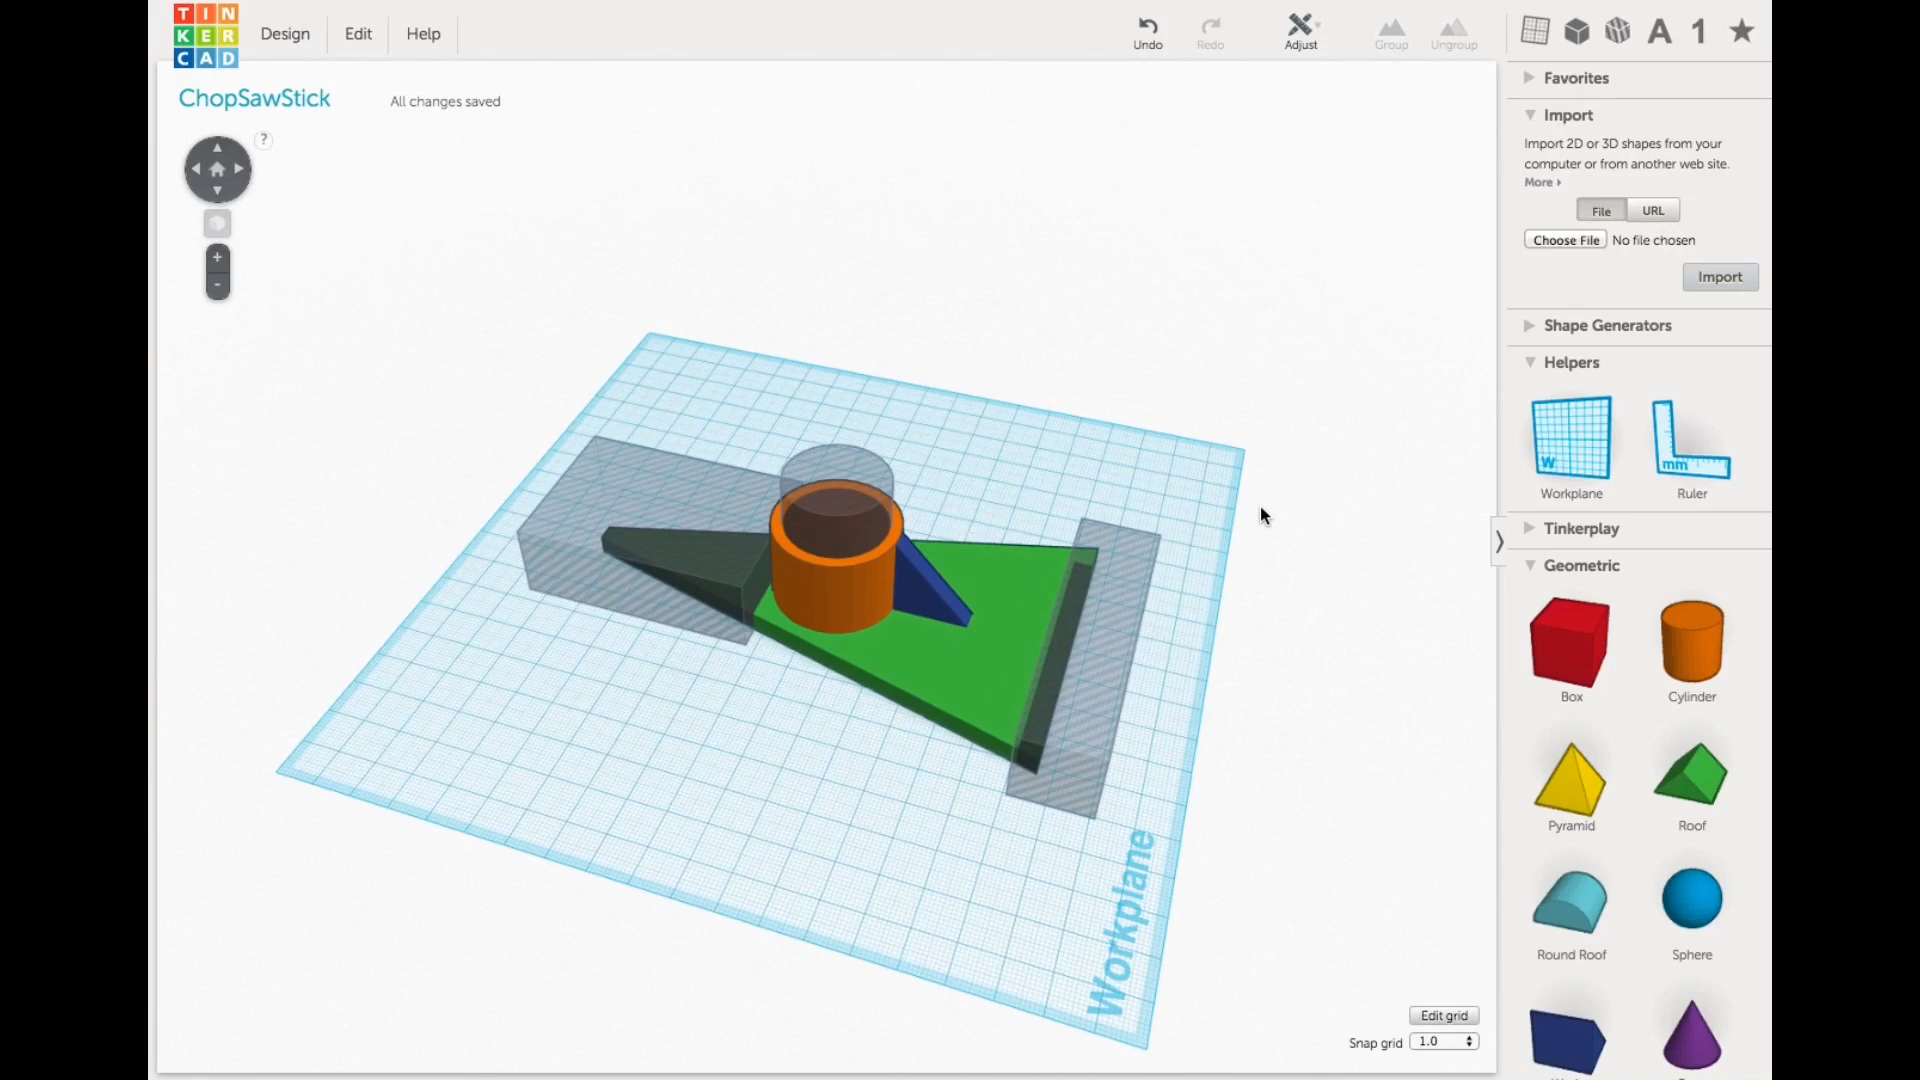 TIN
KER
CAD
Design
Edit
Help
Undo
Redo
Adjust
Group
Ungroup
A
1
ChopSawStick
All changes saved
?
+
-
Favorites
Import
Import 2D or 3D shapes from your
computer or from another web site.
More
File
URL
Choose File
No file chosen
Import
Shape Generators
Helpers
W
mm
Workplane
Ruler
Tinkerplay
Geometric
Box
Cylinder
Pyramid
Roof
Round Roof
Sphere
Workplane
Edit grid
Snap grid
1.0